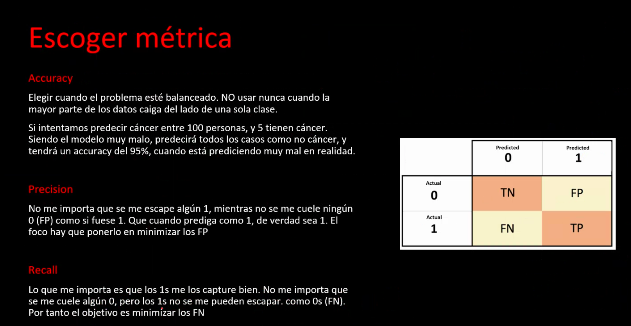 Escoger métrica
Accuracy
Elegir cuando el problema esté balanceado. NO usar nunca cuando la
mayor parte de los datos caiga del lado de una sola clase.
Si intentamos predecir cáncer entre 100 personas, y 5 tienen cáncer.
Siendo el modelo muy malo, predecirá todos los casos como no cáncer, y
tendrá un accuracy del 95%, cuando está prediciendo muy mal en realidad.
Precision
No me importa que se me escape algún 1, mientras no se me cuele ningún
0 (FP) como si fuese 1. Que cuando prediga como 1, de verdad sea 1. El
foco hay que ponerlo en minimizar los FP
Recall
Lo que me importa es que los 1s me los capture bien. No me importa que
se me cuele algún 0, pero los 1s no se me pueden escapar. como 0s (FN).
Por tanto el objetivo es minimizar los FN
Predicted Predicted
0 1
Actual
0 TN FP
Actual
1 FN TP